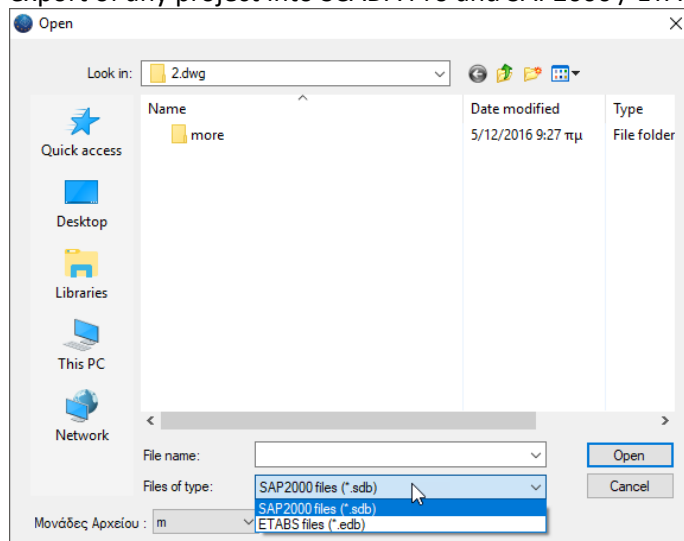 Open
Look in: 2.dwg
Name Date modified Type
more 5/12/2016 9:27 πμ File folder
Quick access
Desktop
Libraries
This PC
Network
File name: Open
Files of type: SAP2000 files (*.sdb) Cancel
SAP2000 files (*.sdb)
ETABS files (*.edb)
Μονάδες Αρχείου : m